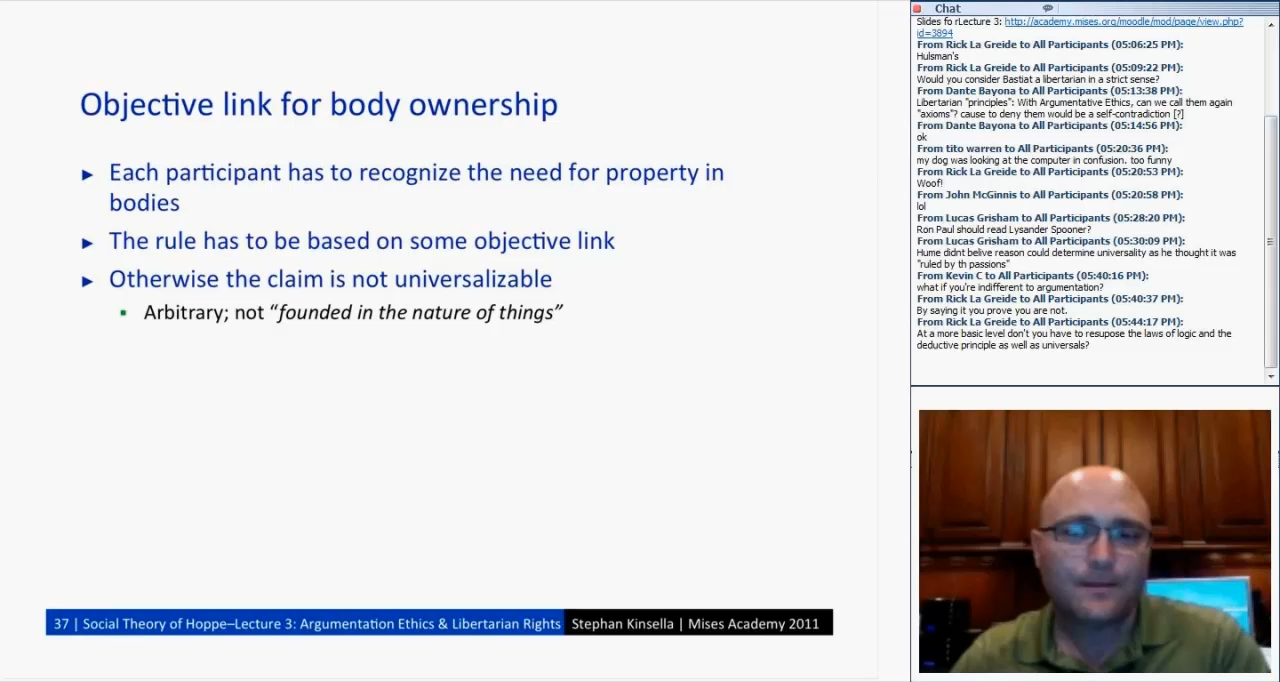 Objective link for body ownership
► Each participant has to recognize the need for property in
bodies
► The rule has to be based on some objective link
► Otherwise the claim is not universalizable
▪ Arbitrary; not “founded in the nature of things”
37 | Social Theory of Hoppe–Lecture 3: Argumentation Ethics & Libertarian Rights Stephan Kinsella | Mises Academy 2011
Chat
Slides fo rLecture 3: http://academy.mises.org/moodle/mod/page/view.php?
id=3894
From Rick La Greide to All Participants (05:06:25 PM):
Hulsman's
From Rick La Greide to All Participants (05:09:22 PM):
Would you consider Bastiat a libertarian in a strict sense?
From Dante Bayona to All Participants (05:13:38 PM):
Libertarian "principles": With Argumentative Ethics, can we call them again
"axioms"? cause to deny them would be a self-contradiction [?]
From Dante Bayona to All Participants (05:14:56 PM):
ok
From tito warren to All Participants (05:20:36 PM):
my dog was looking at the computer in confusion. too funny
From Rick La Greide to All Participants (05:20:53 PM):
Woof!
From John McGinnis to All Participants (05:20:58 PM):
lol
From Lucas Grisham to All Participants (05:28:20 PM):
Ron Paul should read Lysander Spooner?
From Lucas Grisham to All Participants (05:30:09 PM):
Hume didnt belive reason could determine universality as he thought it was
"ruled by th passions"
From Kevin C to All Participants (05:40:16 PM):
what if you're indifferent to argumentation?
From Rick La Greide to All Participants (05:40:37 PM):
By saying it you prove you are not.
From Rick La Greide to All Participants (05:44:17 PM):
At a more basic level don't you have to resupose the laws of logic and the
deductive principle as well as universals?